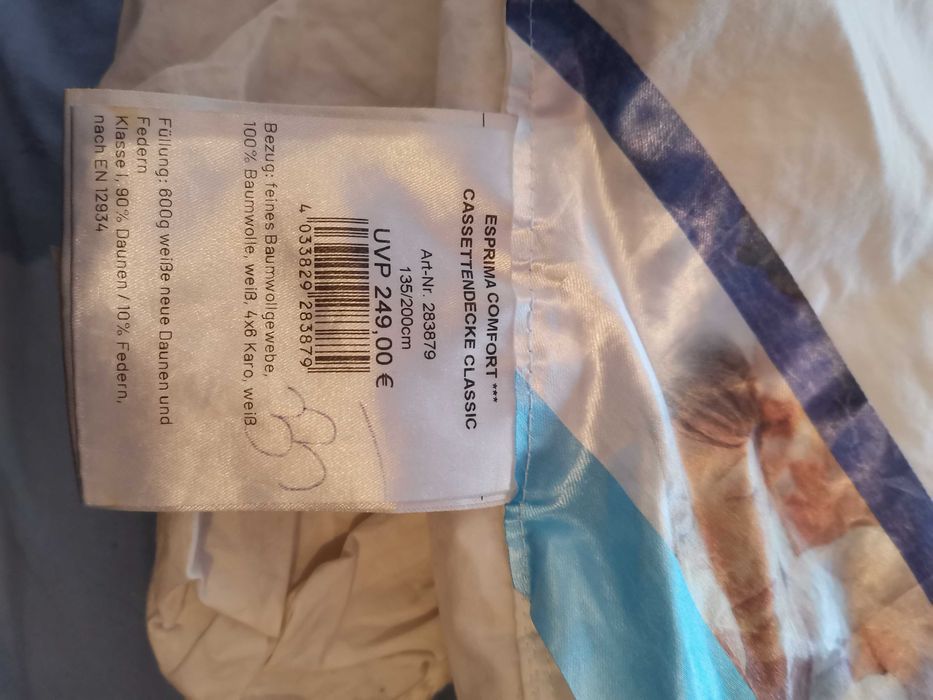 ESPRIMA COMFORT ***
CASSETTENDECKE CLASSIC
Art-Nr. 283879
135/200cm
UVP 249,00 €
4 033829 283879
Bezug: feines Baumwollgewebe,
100% Baumwolle, weiß, 4x6 Karo, weiß
Füllung: 600g weiße neue Daunen und
Federn
Klasse I, 90% Daunen / 10% Federn,
nach EN 12934